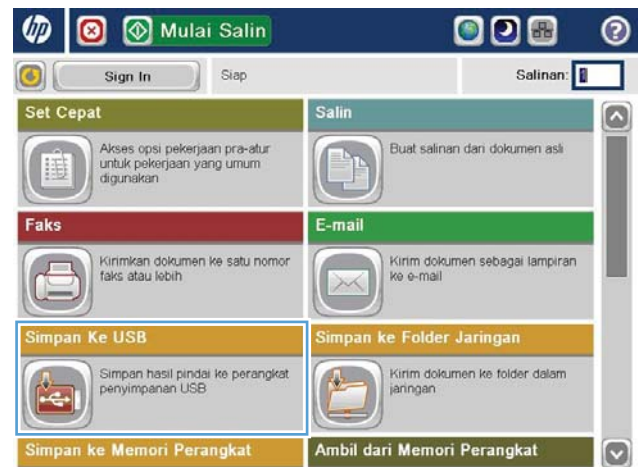 hp Mulai Salin ?
Sign In Siap Salinan: 1
Set Cepat
Akses opsi pekerjaan pra-atur
untuk pekerjaan yang umum
digunakan
Salin
Buat salinan dari dokumen asli
Faks
Kirimkan dokumen ke satu nomor
faks atau lebih
E-mail
Kirim dokumen sebagai lampiran
ke e-mail
Simpan Ke USB
Simpan hasil pindai ke perangkat
penyimpanan USB
Simpan ke Folder Jaringan
Kirim dokumen ke folder dalam
jaringan
Simpan ke Memori Perangkat
Ambil dari Memori Perangkat